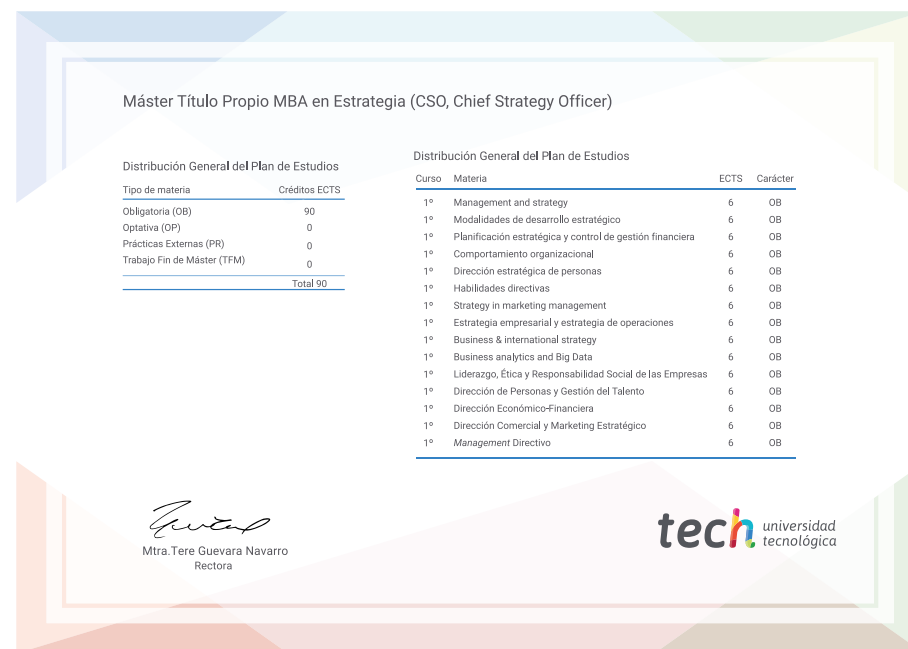 Máster Título Propio MBA en Estrategia (CSO, Chief Strategy Officer)
Distribución General del Plan de Estudios
Tipo de materia Créditos ECTS
Obligatoria (OB) 90
Optativa (OP) 0
Prácticas Externas (PR) 0
Trabajo Fin de Máster (TFM) 0
Total 90
Distribución General del Plan de Estudios
Curso Materia ECTS Carácter
1º Management and strategy 6 OB
1º Modalidades de desarrollo estratégico 6 OB
1º Planificación estratégica y control de gestión financiera 6 OB
1º Comportamiento organizacional 6 OB
1º Dirección estratégica de personas 6 OB
1º Habilidades directivas 6 OB
1º Strategy in marketing management 6 OB
1º Estrategia empresarial y estrategia de operaciones 6 OB
1º Business & international strategy 6 OB
1º Business analytics and Big Data 6 OB
1º Liderazgo, Ética y Responsabilidad Social de las Empresas 6 OB
1º Dirección de Personas y Gestión del Talento 6 OB
1º Dirección Económico-Financiera 6 OB
1º Dirección Comercial y Marketing Estratégico 6 OB
1º Management Directivo 6 OB
Mtra.Tere Guevara Navarro
Rectora
tech universidad
tecnológica